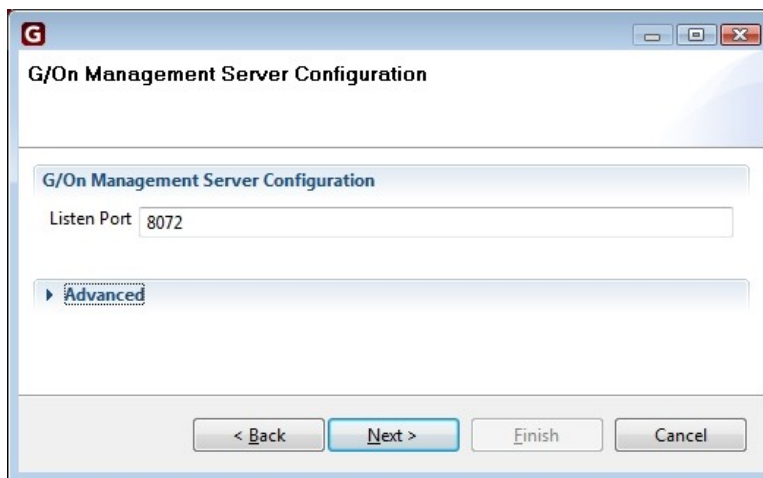 G
G/On Management Server Configuration
G/On Management Server Configuration
Listen Port 8072
Advanced
< Back Next > Finish Cancel